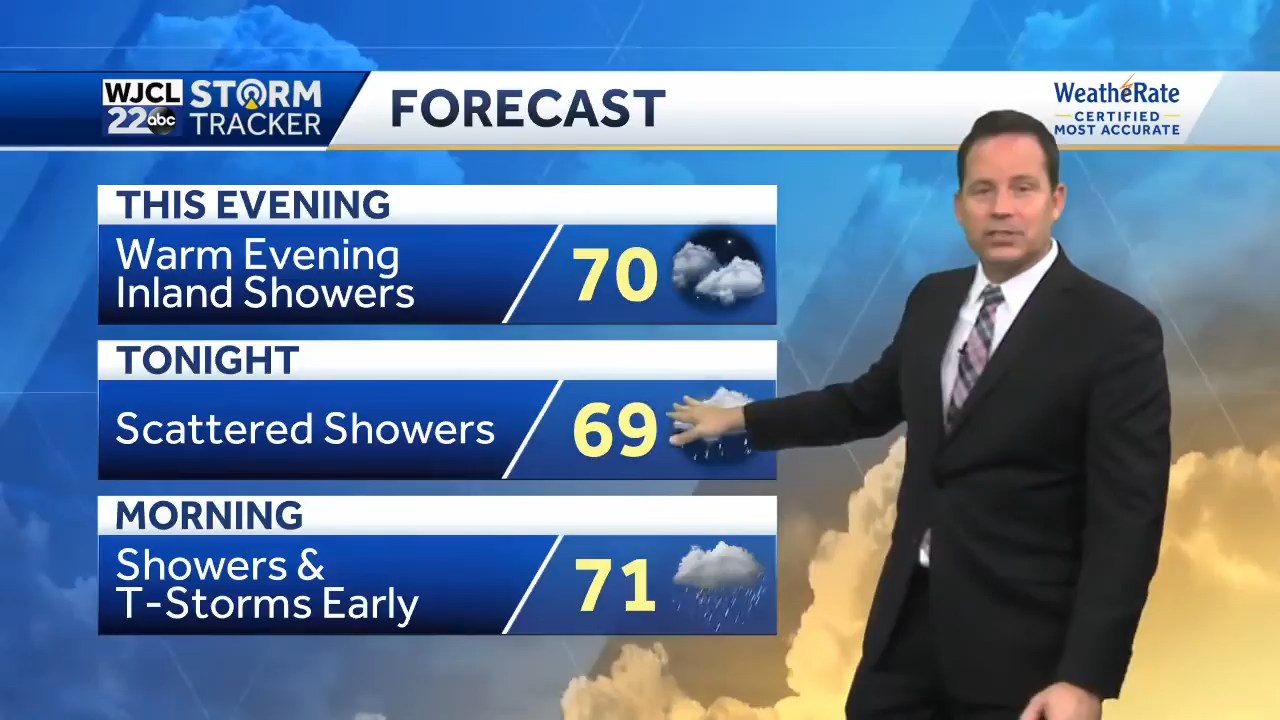 WJCL
22 abc
STORM
TRACKER
FORECAST
WeatheRate
CERTIFIED
MOST ACCURATE
THIS EVENING
Warm Evening
Inland Showers
70
TONIGHT
Scattered Showers
69
MORNING
Showers &
T-Storms Early
71